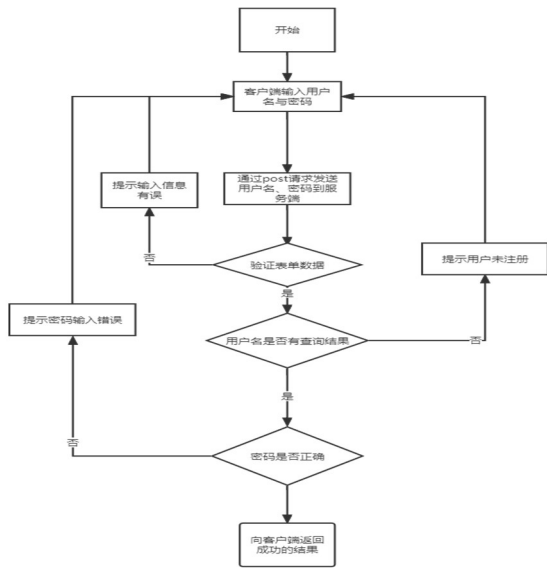 开始
客户端输入用户
名与密码
通过post请求发送
用户名、密码到服
务端
提示输入信息
有误
否
验证表单数据
提示用户未注册
是
提示密码输入错误
用户名是否有查询结果
否
是
否
密码是否正确
向客户端返回
成功的结果